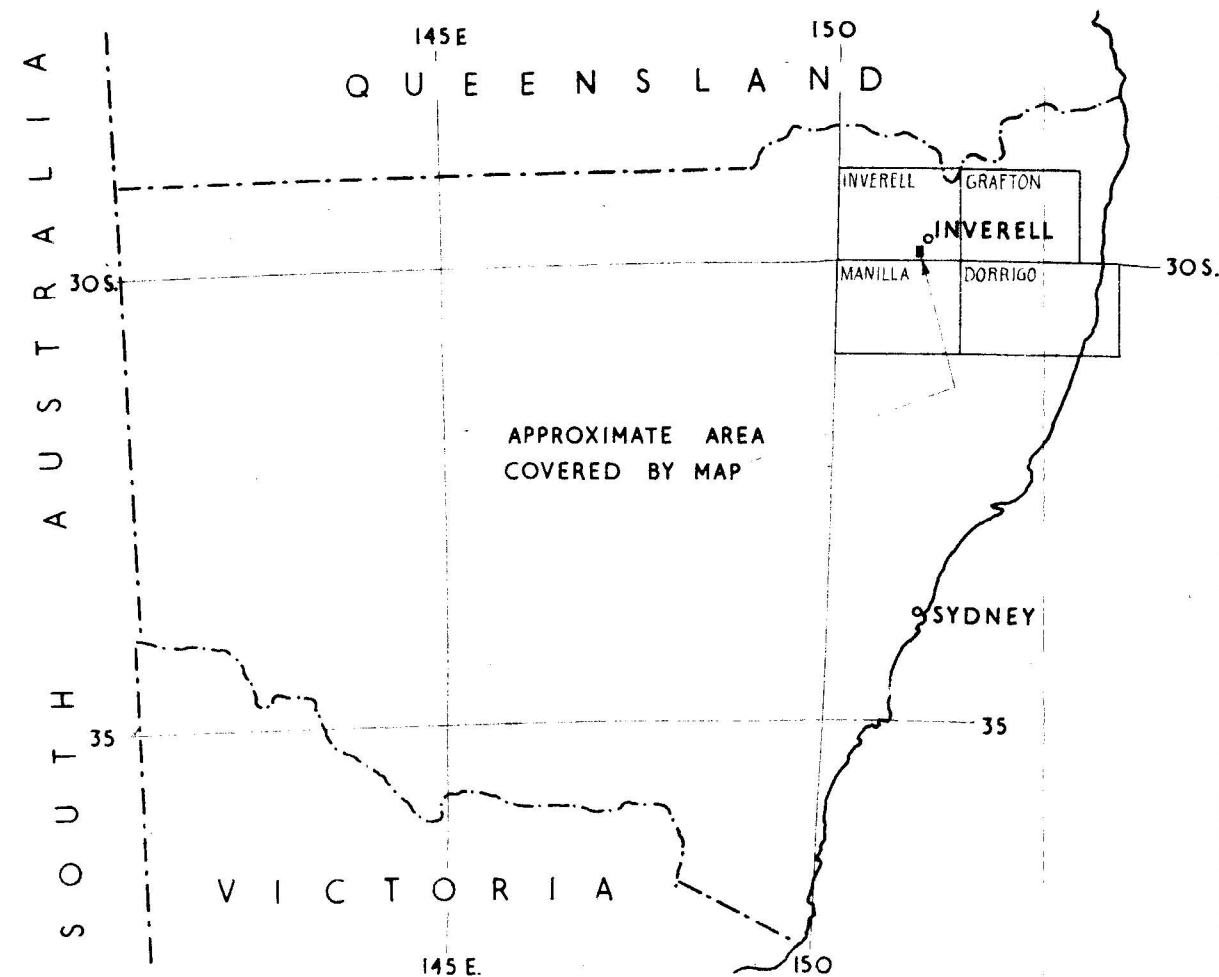 145E
150
QUEENSLAND
INVERELL
GRAFTON
INVERELL
30S.
MANILLA
DORRIGO
30S.
SOUTH AUSTRALIA
APPROXIMATE AREA
COVERED BY MAP
SYDNEY
35
35
VICTORIA
145E.
150